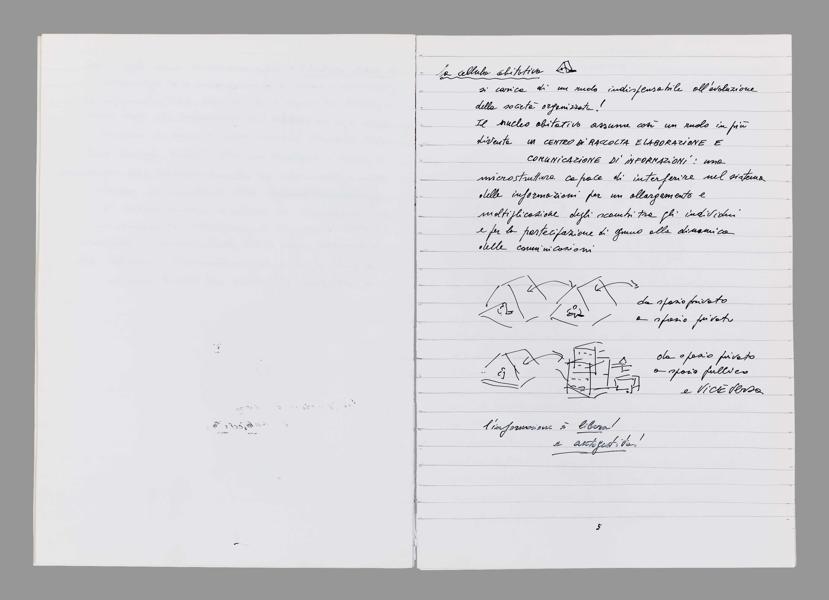 la cellula abitativa
si carica di un ruolo indispensabile all'evoluzione
della società organizzata!
Il nucleo abitativo assume così un ruolo in più
diventa UN CENTRO DI RACCOLTA ELABORAZIONE E
COMUNICAZIONE DI INFORMAZIONI: una
microstruttura capace di interferire nel sistema
delle informazioni per un allargamento e
moltiplicazione degli scambi tra gli individui
e per la partecipazione di ognuno alla dinamica
delle comunicazioni
da spazio privato
a spazio privato
da spazio privato
a spazio pubblico
e VICEVERSA
l'informazione è libera!
e autogestita!
5